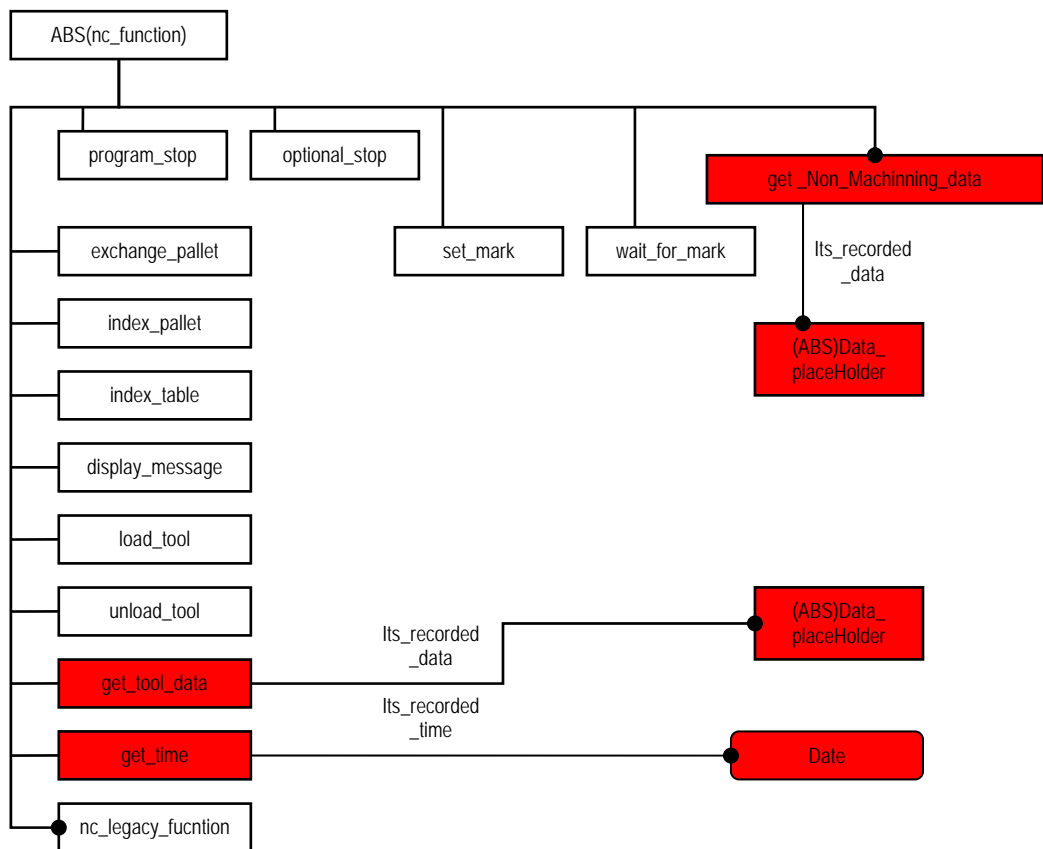 ABS(nc_function)
program_stop
optional_stop
get _Non_Machinning_data
exchange_pallet
set_mark
wait_for_mark
Its_recorded
_data
index_pallet
(ABS)Data_
placeHolder
index_table
display_message
load_tool
unload_tool
(ABS)Data_
placeHolder
Its_recorded
_data
get_tool_data
Its_recorded
_time
get_time
Date
nc_legacy_fucntion